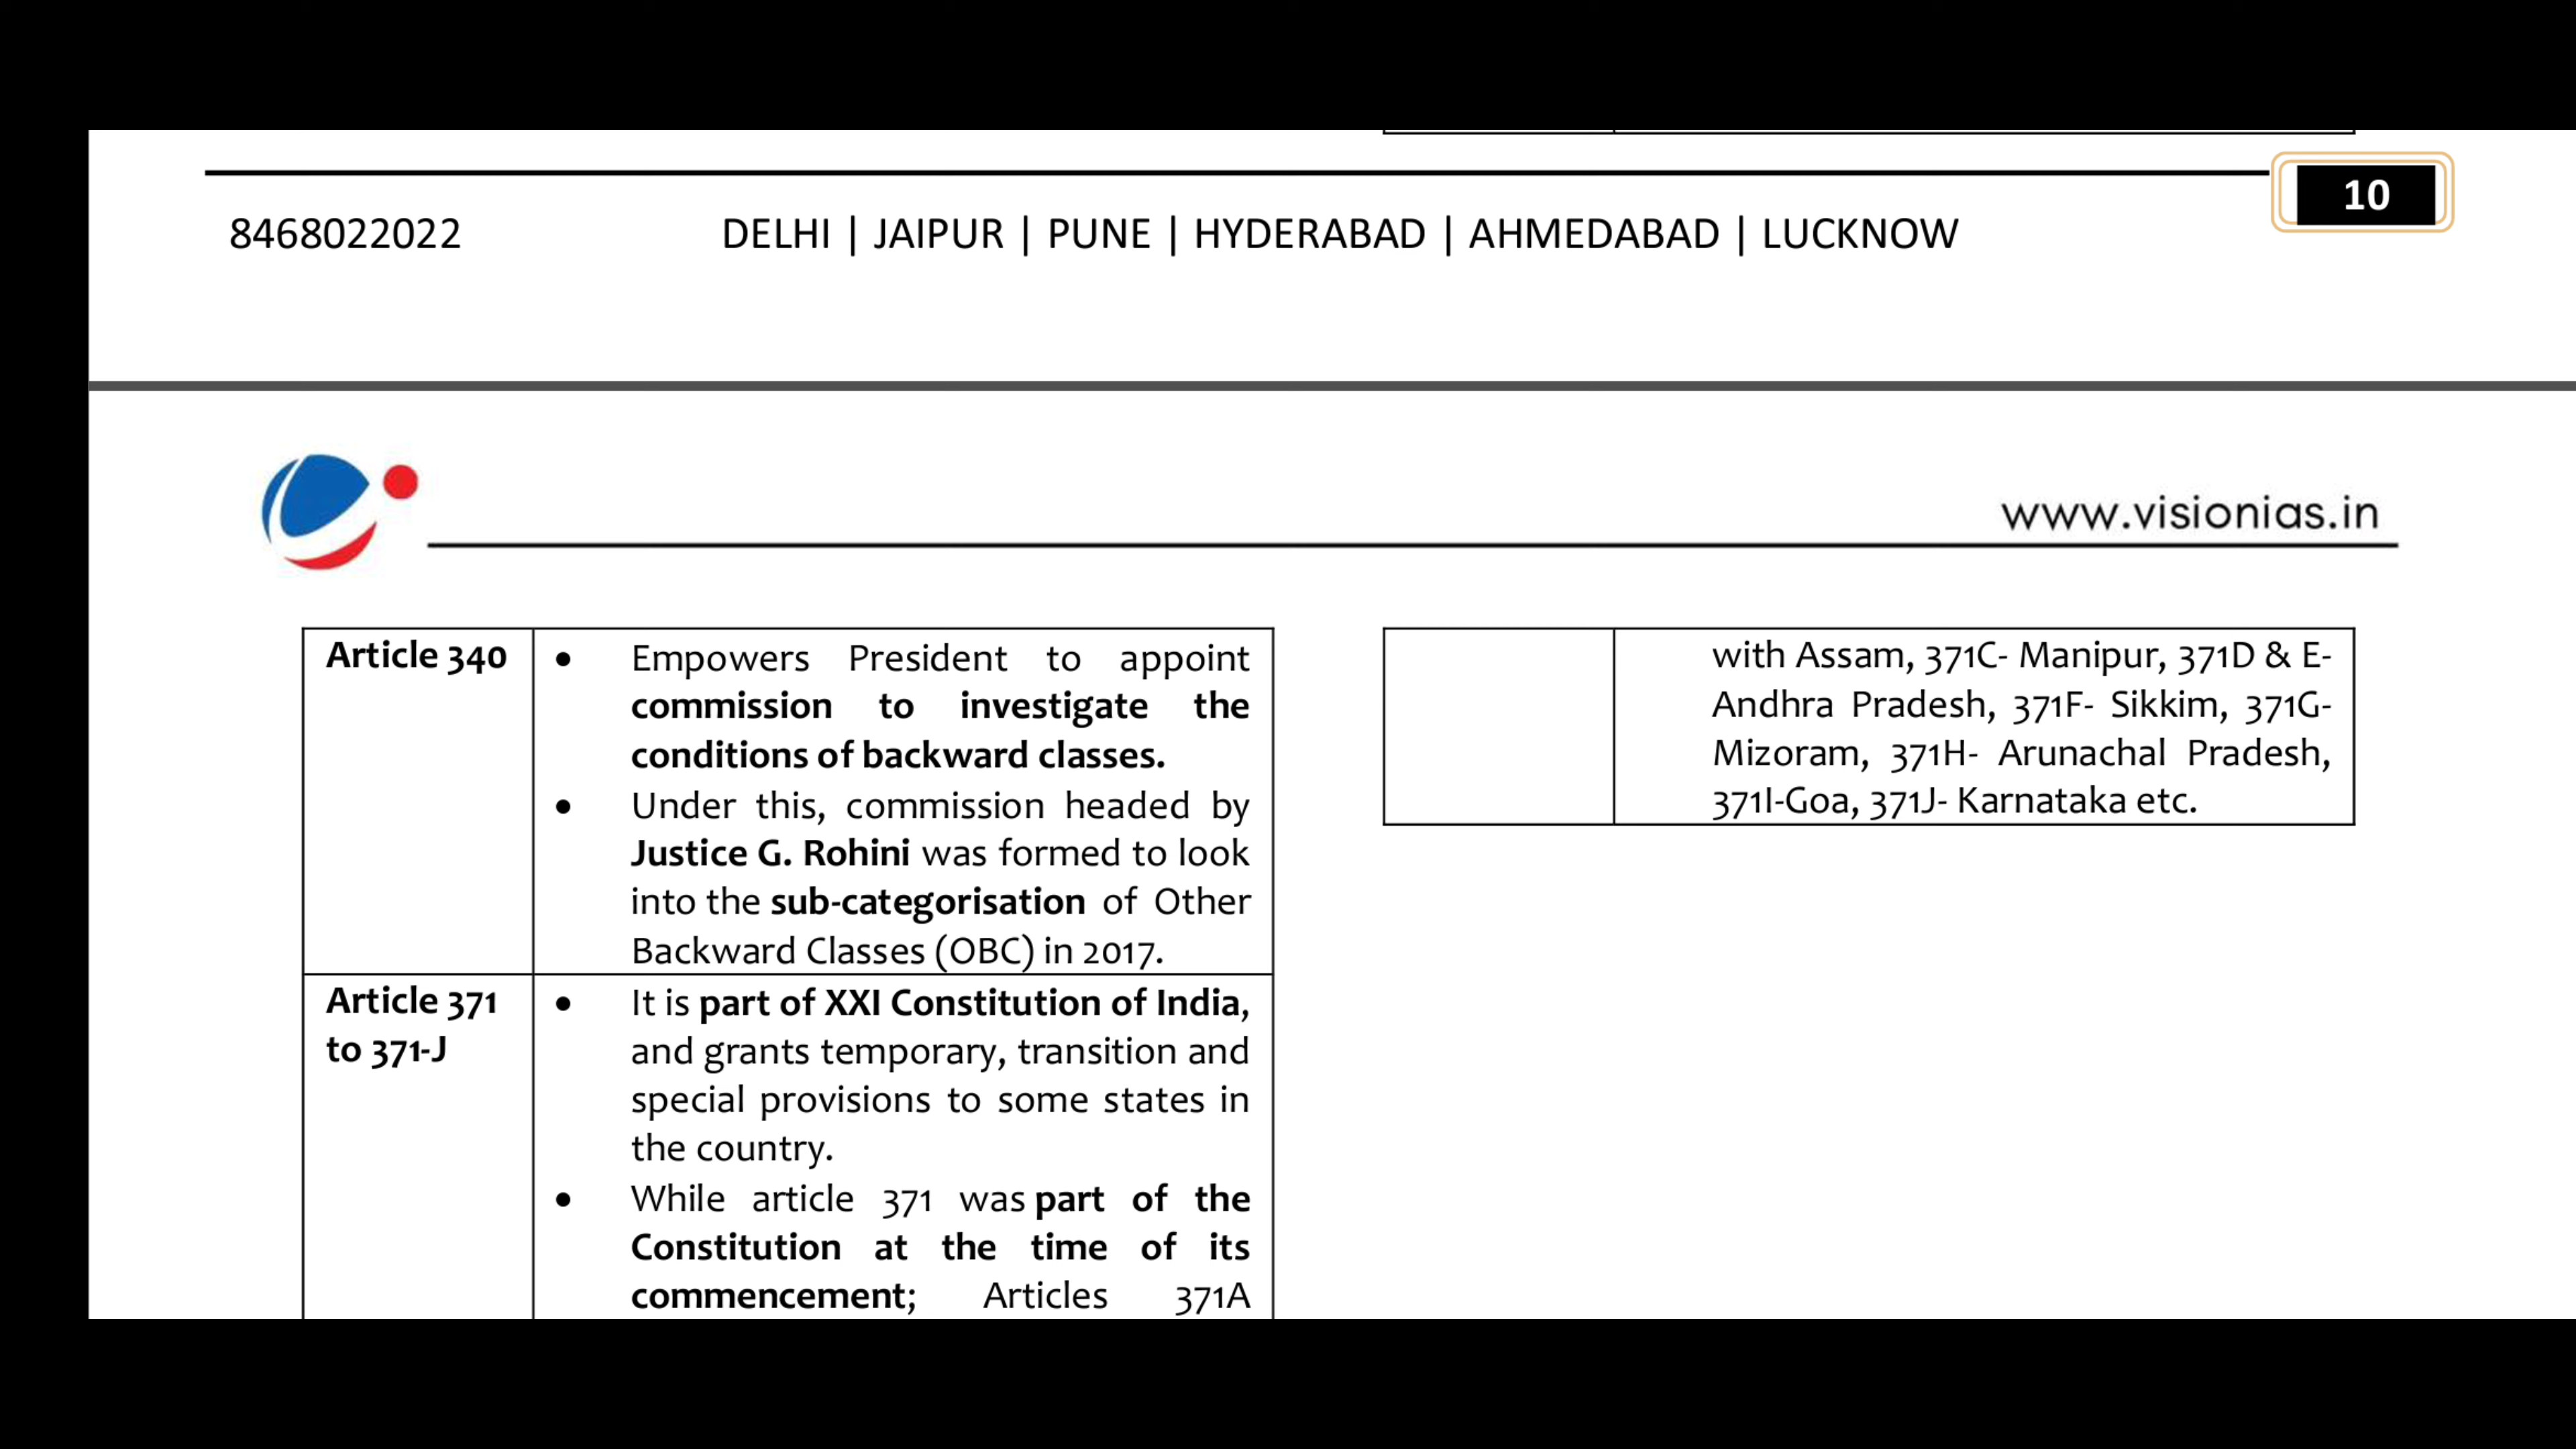 10
8468022022 DELHI | JAIPUR | PUNE | HYDERABAD | AHMEDABAD | LUCKNOW
www.visionias.in
Article 340
• Empowers President to appoint
commission to investigate the
conditions of backward classes.
• Under this, commission headed by
Justice G. Rohini was formed to look
into the sub-categorisation of Other
Backward Classes (OBC) in 2017.
Article 371
to 371-J
• It is part of XXI Constitution of India,
and grants temporary, transition and
special provisions to some states in
the country.
• While article 371 was part of the
Constitution at the time of its
commencement; Articles 371A
with Assam, 371C- Manipur, 371D & E-
Andhra Pradesh, 371F- Sikkim, 371G-
Mizoram, 371H- Arunachal Pradesh,
371I-Goa, 371J- Karnataka etc.